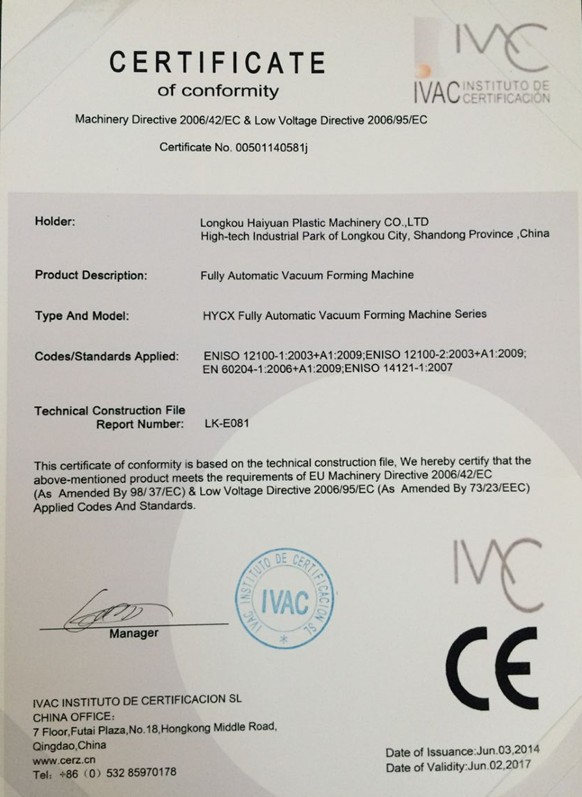 IVAC
CERTIFICATE
of conformity
IVAC INSTITUTO DE
CERTIFICACIÓN
Machinery Directive 2006/42/EC & Low Voltage Directive 2006/95/EC
Certificate No. 00501140581j
Holder: Longkou Haiyuan Plastic Machinery CO.,LTD
High-tech Industrial Park of Longkou City, Shandong Province ,China
Product Description: Fully Automatic Vacuum Forming Machine
Type And Model: HYCX Fully Automatic Vacuum Forming Machine Series
Codes/Standards Applied: ENISO 12100-1:2003+A1:2009;ENISO 12100-2:2003+A1:2009;
EN 60204-1:2006+A1:2009;ENISO 14121-1:2007
Technical Construction File
Report Number: LK-E081
This certificate of conformity is based on the technical construction file, We hereby certify that the
above-mentioned product meets the requirements of EU Machinery Directive 2006/42/EC
(As Amended By 98/ 37/EC) & Low Voltage Directive 2006/95/EC (As Amended By 73/23/EEC)
Applied Codes And Standards.
IVAC INSTITUTO DE CERTIFICACION SL
IVAC
IVAC
CE
Manager
IVAC INSTITUTO DE CERTIFICACION SL
CHINA OFFICE:
7 Floor,Futai Plaza,No.18,Hongkong Middle Road,
Qingdao,China
www.cerz.cn
Tel: +86 (0) 532 85970178
Date of Issuance:Jun.03,2014
Date of Validity:Jun.02,2017